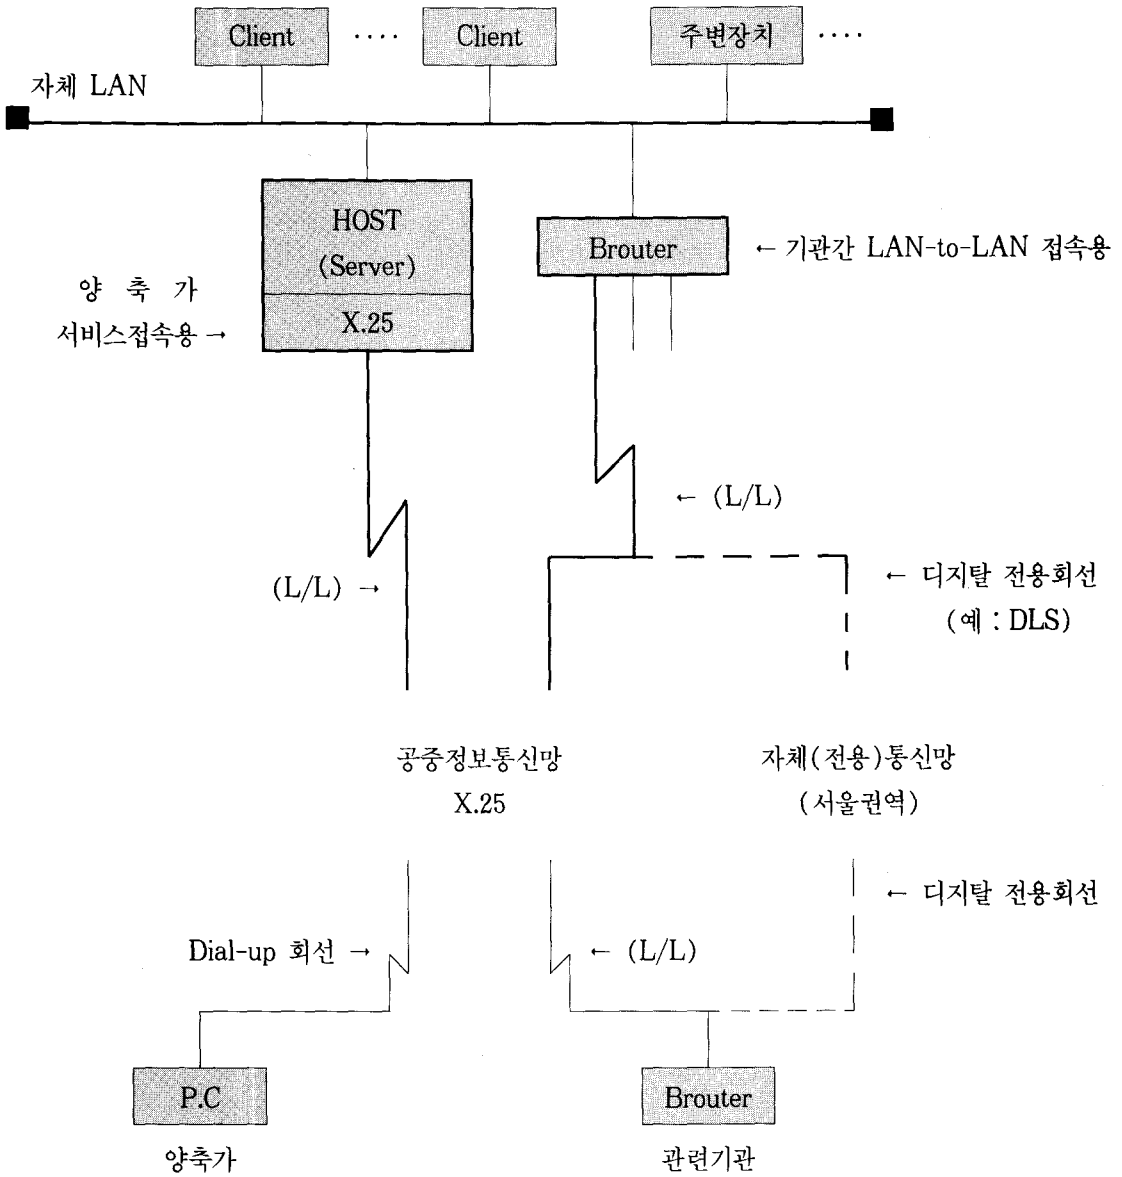 Client ···· Client 주변장치 ····
자체 LAN
HOST
(Server)
X.25
양 축 가
서비스접속용 →
Brouter
← 기관간 LAN-to-LAN 접속용
← (L/L)
(L/L) →
← 디지탈 전용회선
(예 : DLS)
공중정보통신망
X.25
자체(전용)통신망
(서울권역)
← 디지탈 전용회선
Dial-up 회선 →
← (L/L)
P.C
양축가
Brouter
관련기관